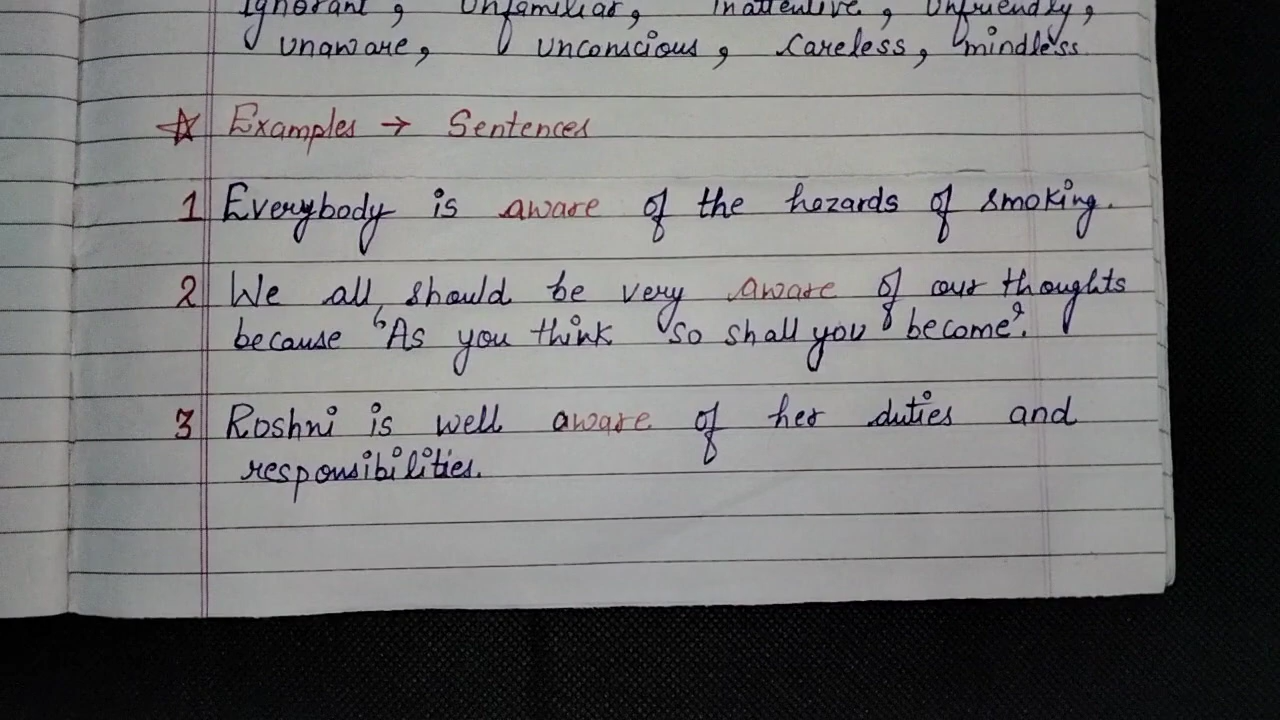 Ignorant, Unfamiliar, Inattentive, Unfriendly,
unaware, unconscious, careless, mindless
☆ Examples → Sentences
1 Everybody is aware of the hezards of smoking.
2 We all should be very aware of our thoughts
because 'As you think so shall you become'.
3 Roshni is well aware of her duties and
responsibilities.